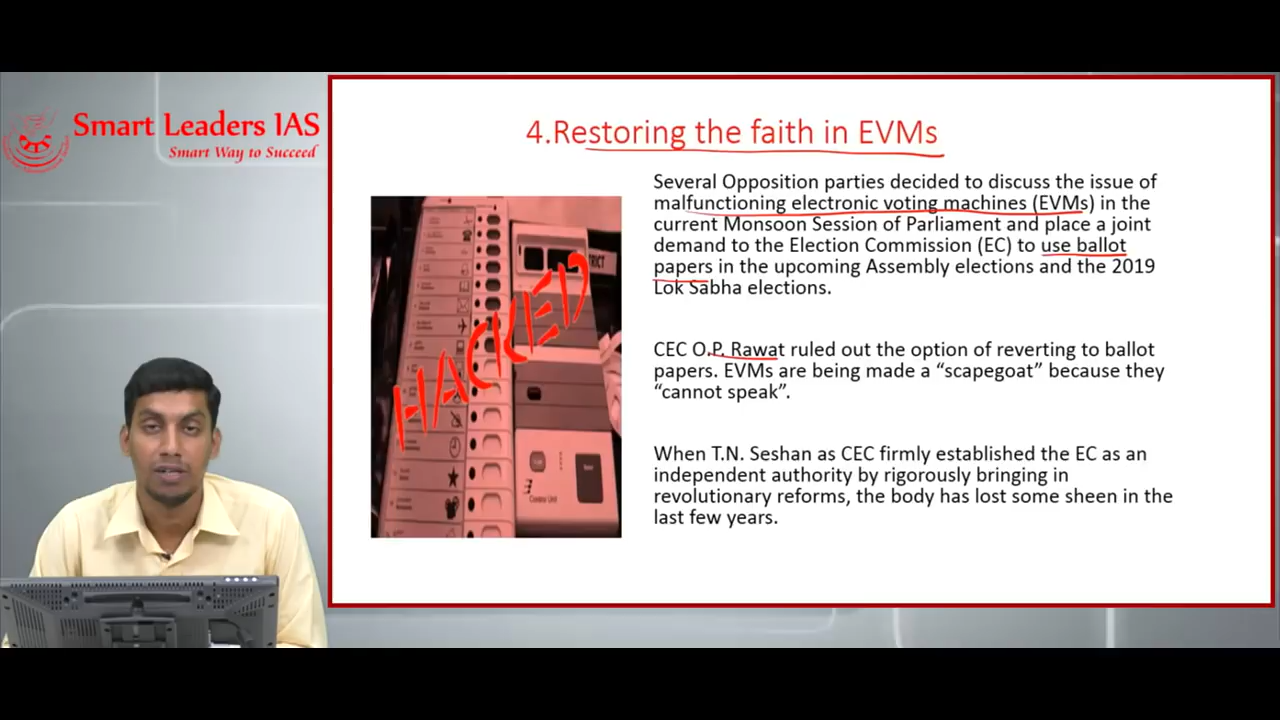 Smart Leaders IAS
Smart Way to Succeed
4.Restoring the faith in EVMs
Several Opposition parties decided to discuss the issue of
malfunctioning electronic voting machines (EVMs) in the
current Monsoon Session of Parliament and place a joint
demand to the Election Commission (EC) to use ballot
papers in the upcoming Assembly elections and the 2019
Lok Sabha elections.
HACKED
CEC O.P. Rawat ruled out the option of reverting to ballot
papers. EVMs are being made a “scapegoat” because they
“cannot speak”.
When T.N. Seshan as CEC firmly established the EC as an
independent authority by rigorously bringing in
revolutionary reforms, the body has lost some sheen in the
last few years.
Control Unit